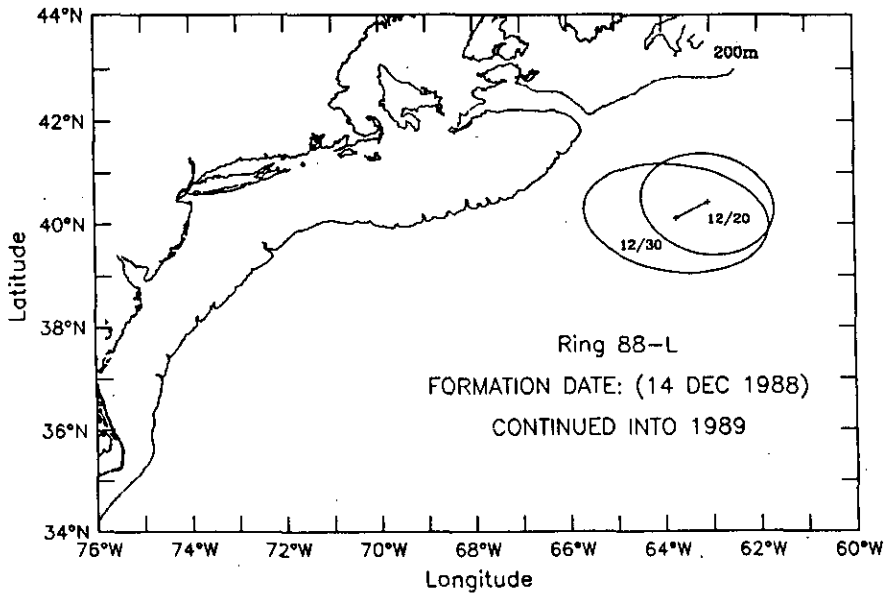 44°N
42°N
40°N
38°N
36°N
34°N
Latitude
200m
12/20
12/30
Ring 88-L
FORMATION DATE: (14 DEC 1988)
CONTINUED INTO 1989
76°W 74°W 72°W 70°W 68°W 66°W 64°W 62°W 60°W
Longitude